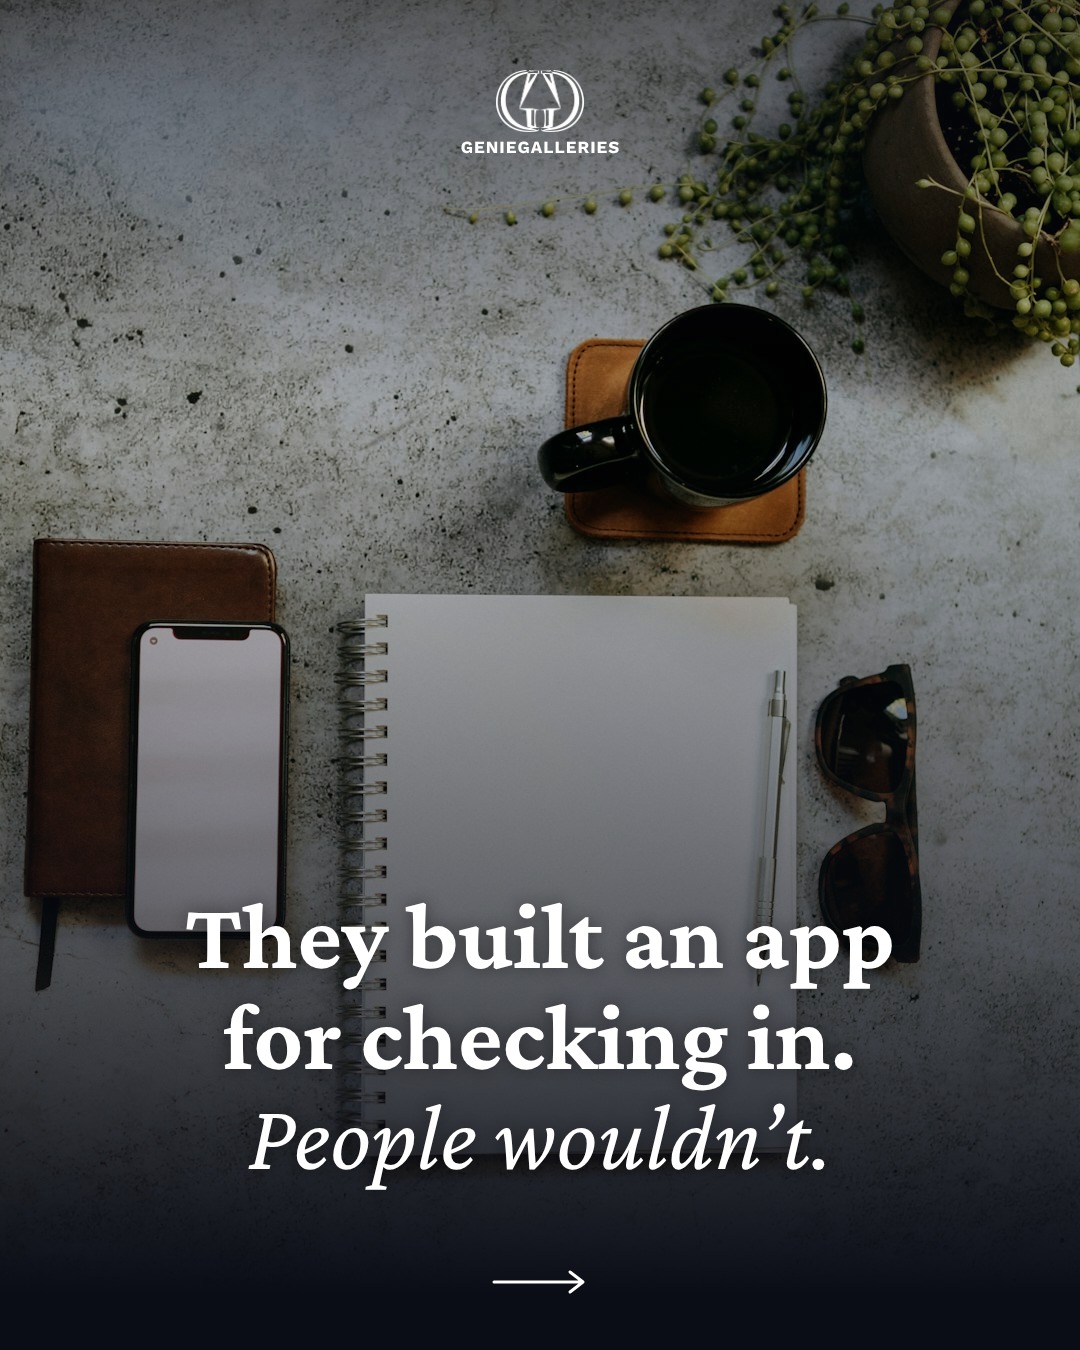 GENIEGALLERIES
They built an app
for checking in.
People wouldn’t.